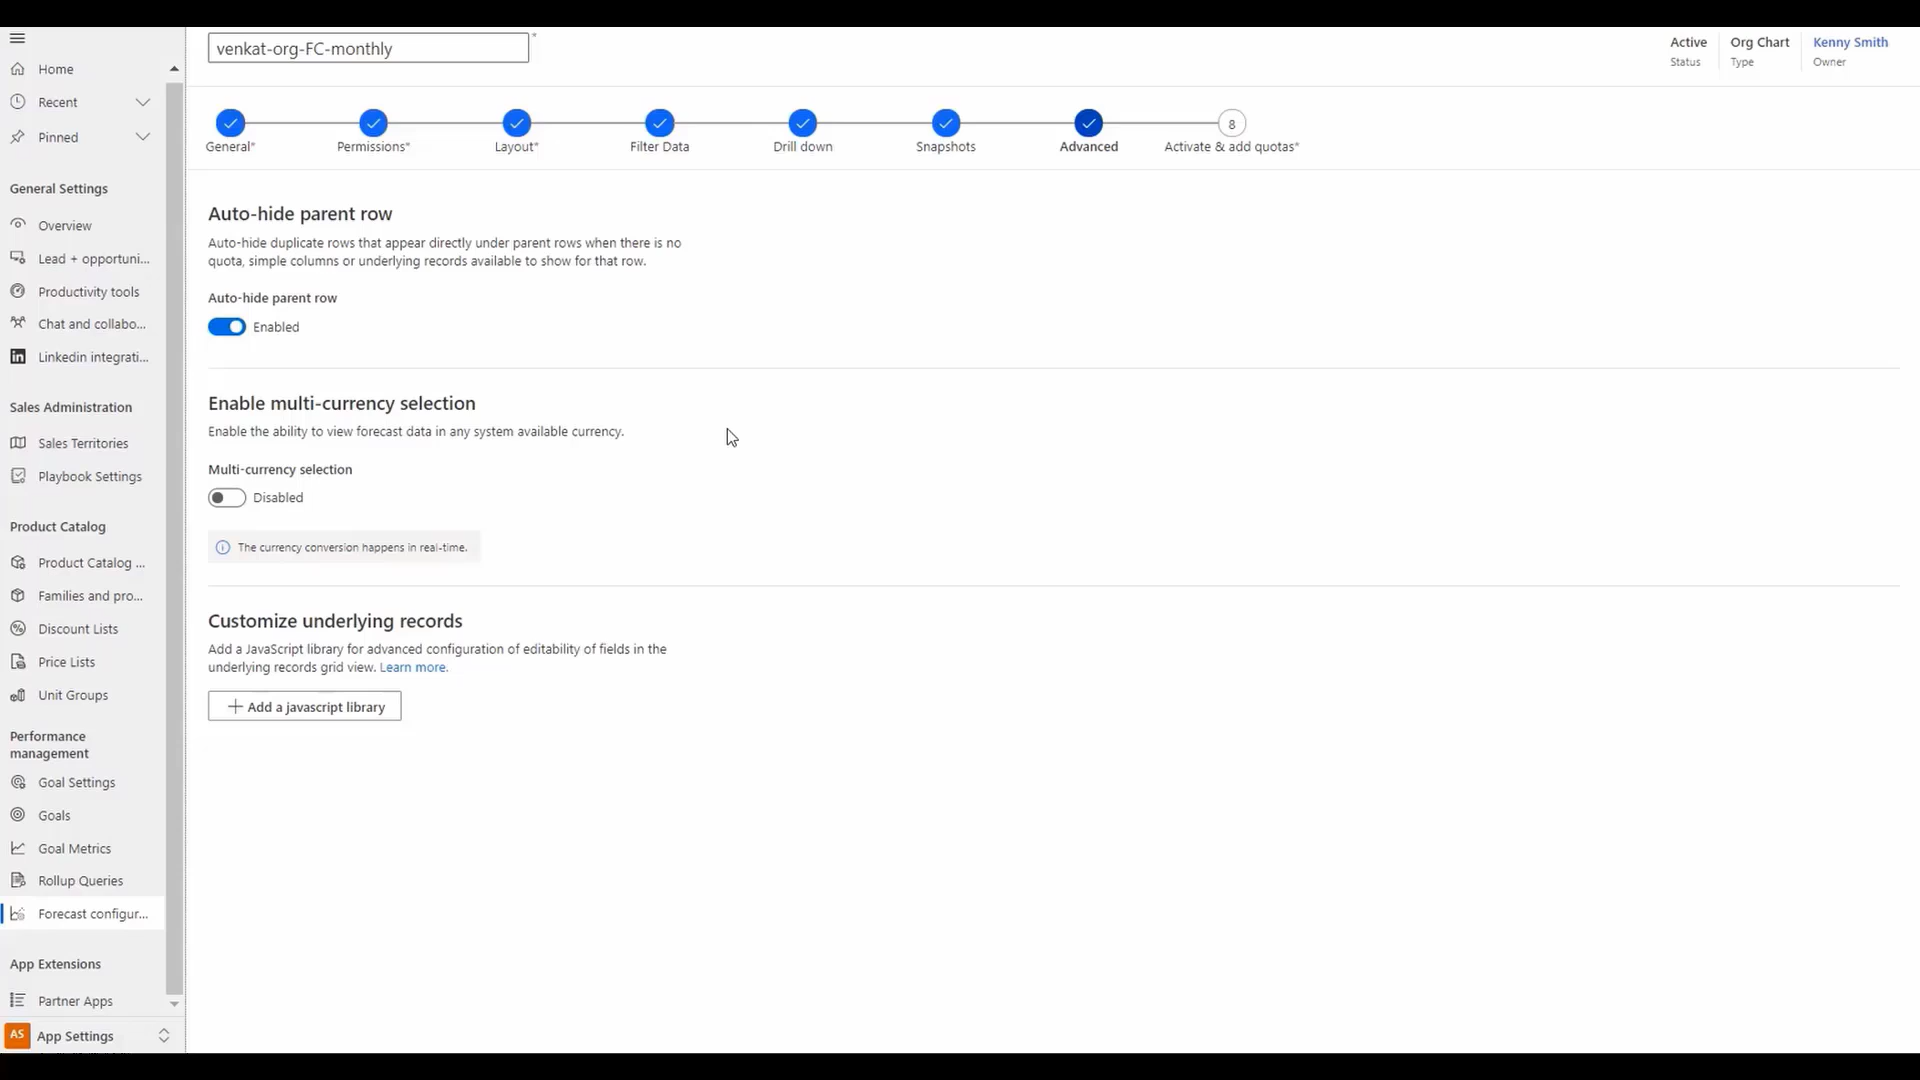 venkat-org-FC-monthly
*
Active
Status
Org Chart
Type
Kenny Smith
Owner
Home
Recent
Pinned
General Settings
Overview
Lead + opportuni...
Productivity tools
Chat and collabo...
Linkedin integrati...
Sales Administration
Sales Territories
Playbook Settings
Product Catalog
Product Catalog ...
Families and pro...
Discount Lists
Price Lists
Unit Groups
Performance
management
Goal Settings
Goals
Goal Metrics
Rollup Queries
Forecast configur...
App Extensions
Partner Apps
AS App Settings
General*
Permissions*
Layout*
Filter Data
Drill down
Snapshots
Advanced
8
Activate & add quotas*
Auto-hide parent row
Auto-hide duplicate rows that appear directly under parent rows when there is no
quota, simple columns or underlying records available to show for that row.
Auto-hide parent row
Enabled
Enable multi-currency selection
Enable the ability to view forecast data in any system available currency.
Multi-currency selection
Disabled
The currency conversion happens in real-time.
Customize underlying records
Add a JavaScript library for advanced configuration of editability of fields in the
underlying records grid view. Learn more.
Add a javascript library